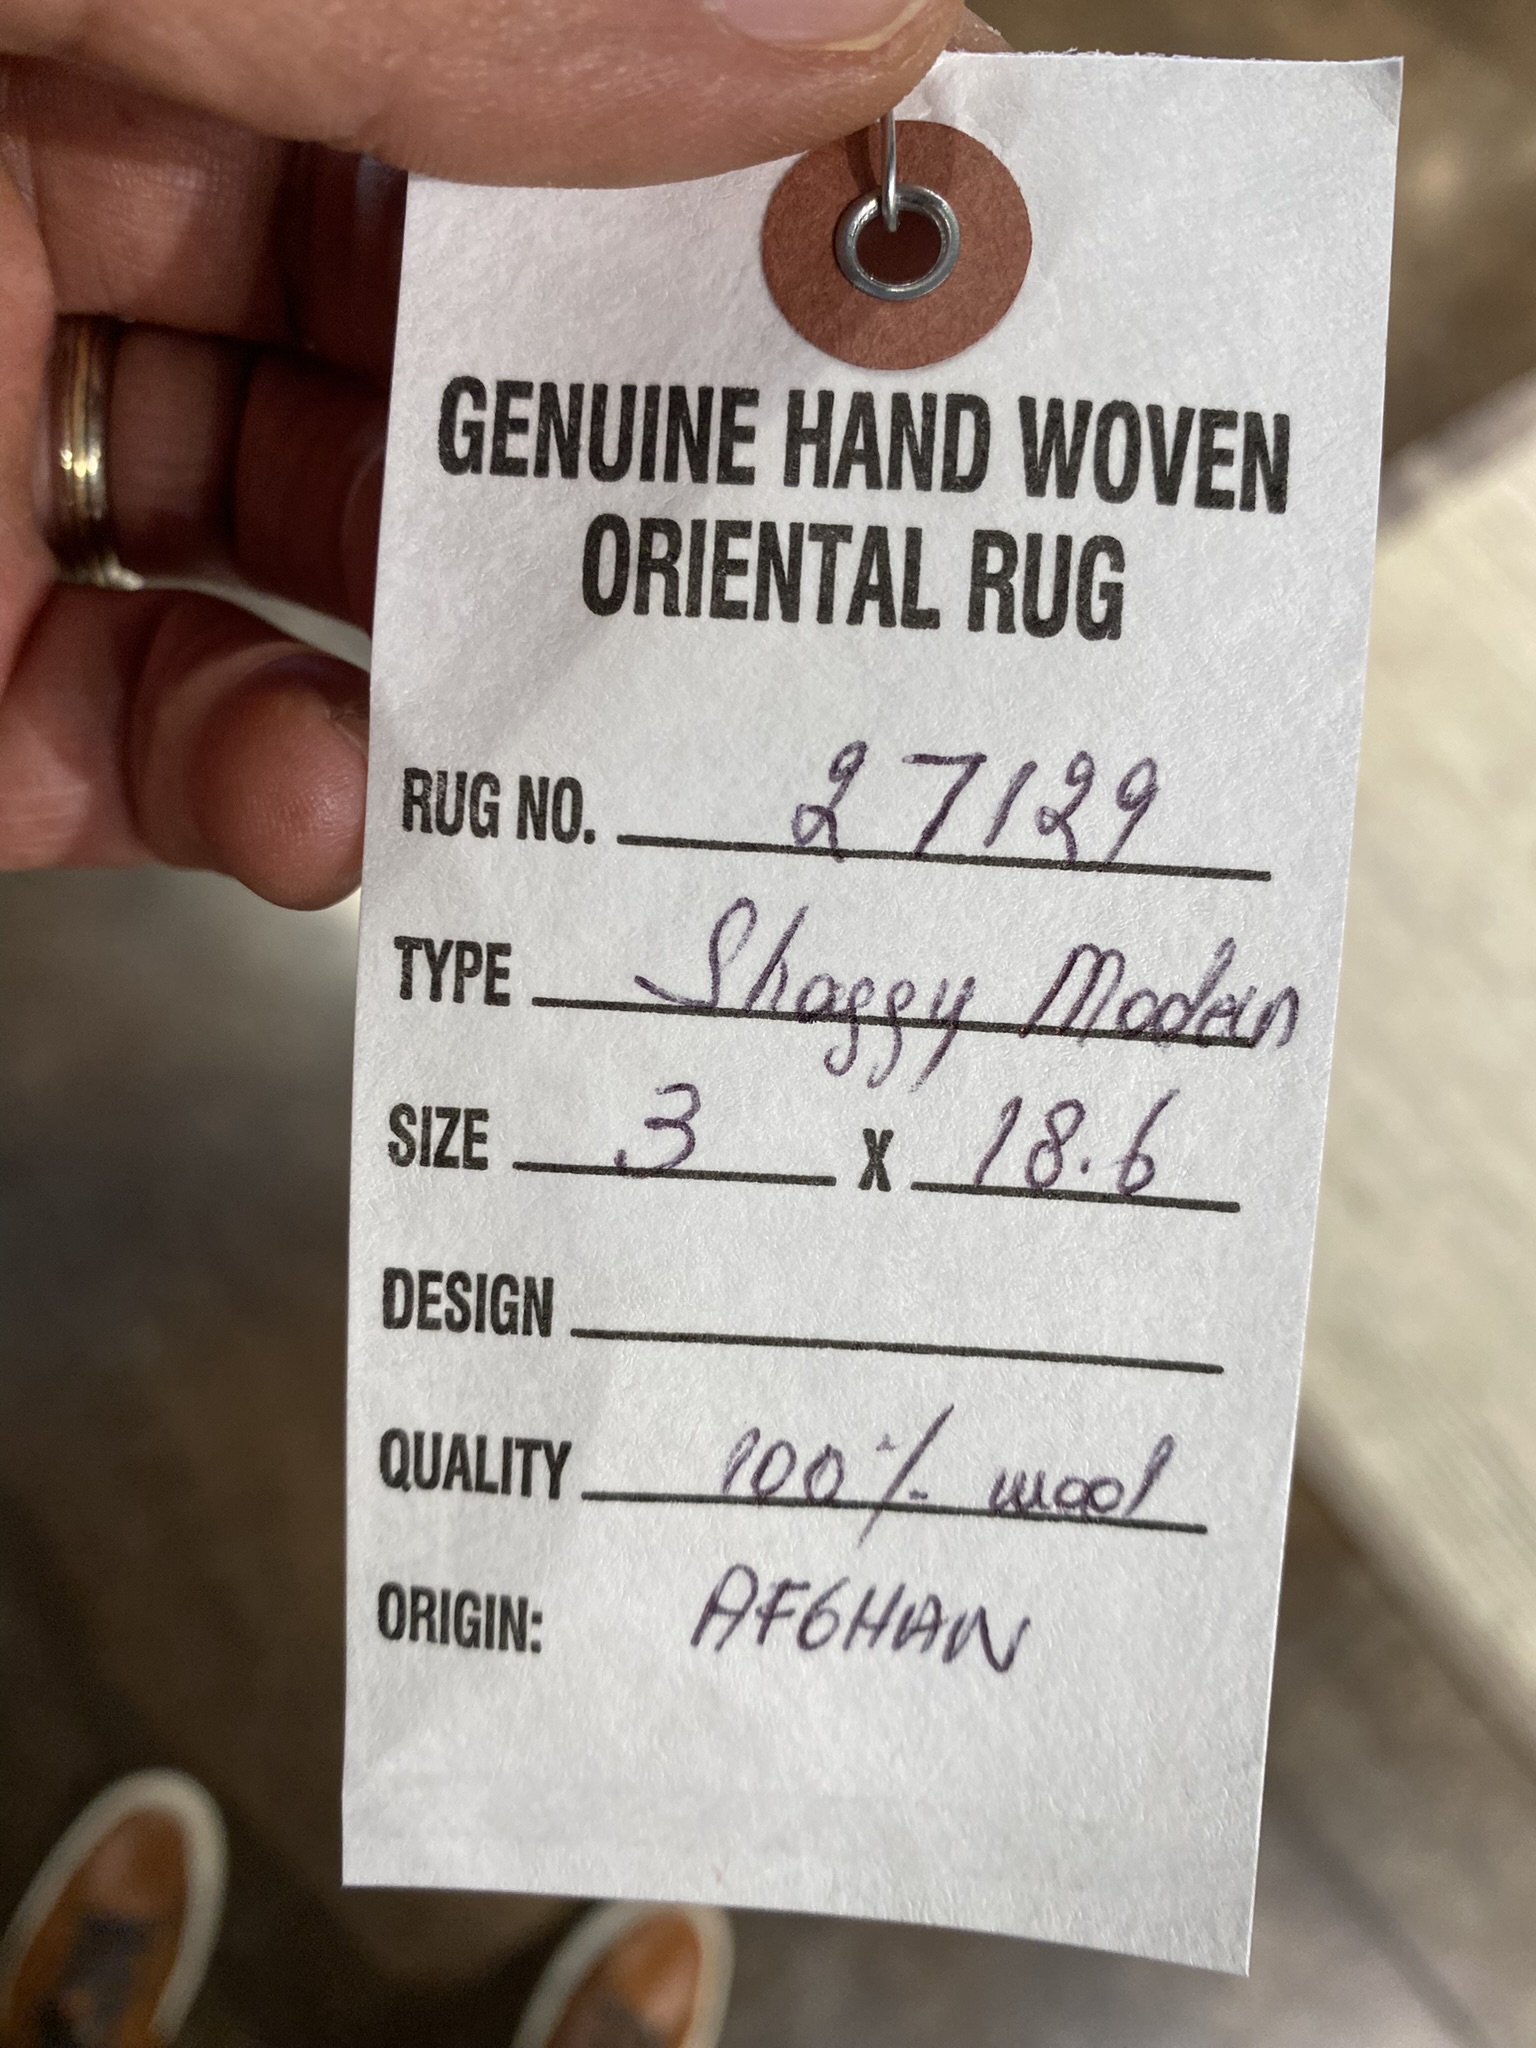 GENUINE HAND WOVEN
ORIENTAL RUG
RUG NO. 27129
TYPE Shaggy Modern
SIZE 3 X 18.6
DESIGN
QUALITY 100% wool
ORIGIN: AFGHAN